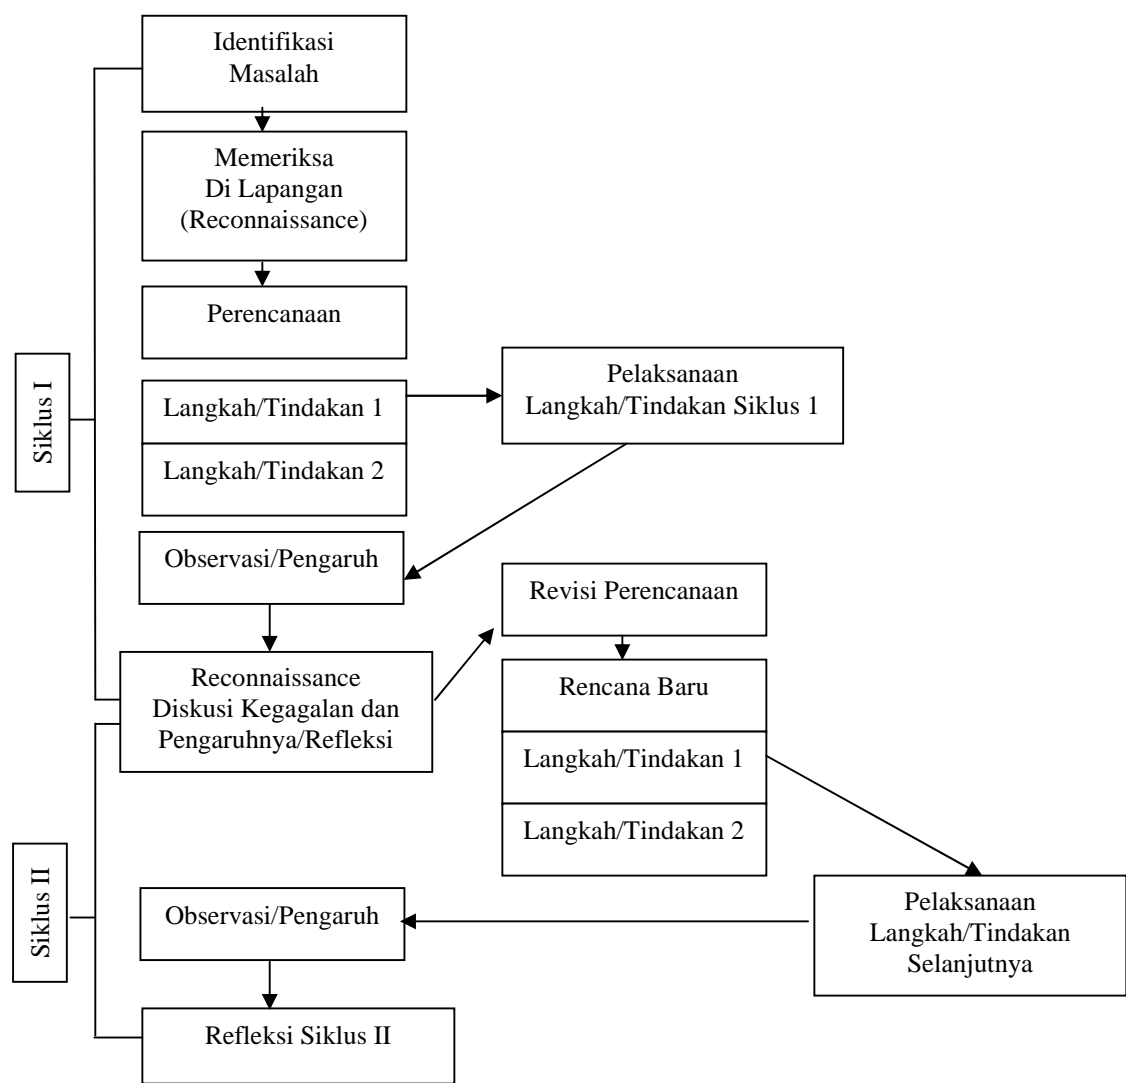 Identifikasi
Masalah
Memeriksa
Di Lapangan
(Reconnaissance)
Perencanaan
Siklus I
Langkah/Tindakan 1
Langkah/Tindakan 2
Pelaksanaan
Langkah/Tindakan Siklus 1
Observasi/Pengaruh
Reconnaissance
Diskusi Kegagalan dan
Pengaruhnya/Refleksi
Revisi Perencanaan
Rencana Baru
Langkah/Tindakan 1
Langkah/Tindakan 2
Siklus II
Pelaksanaan
Langkah/Tindakan
Selanjutnya
Observasi/Pengaruh
Refleksi Siklus II